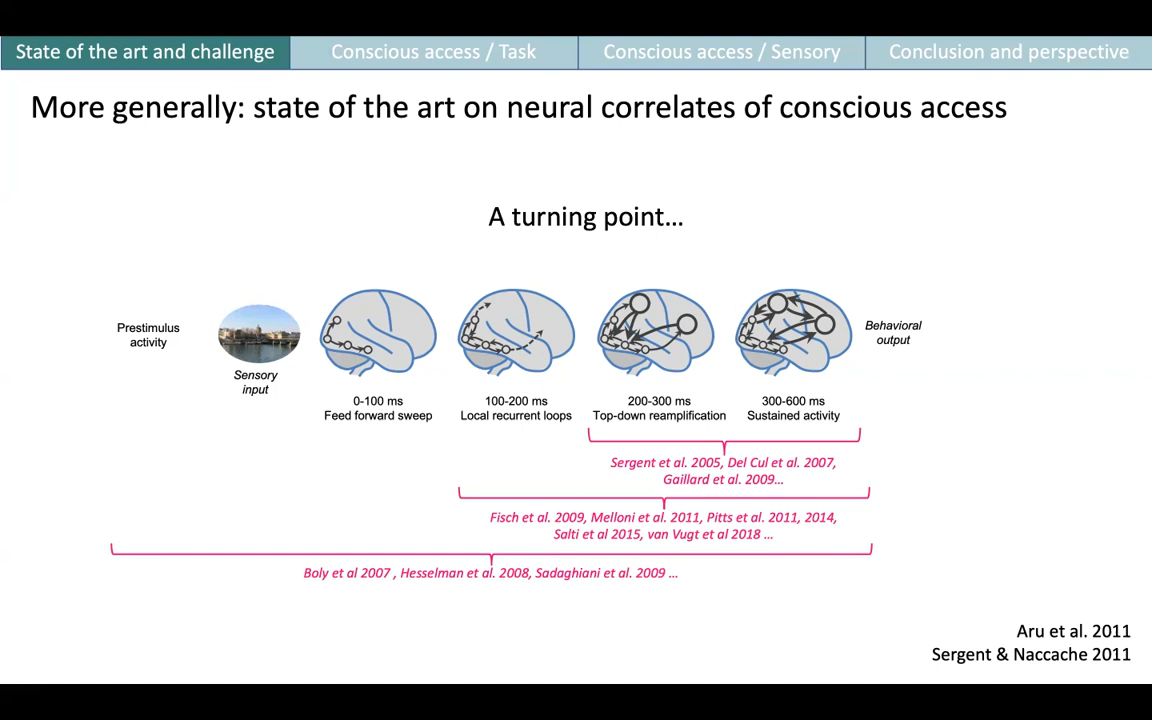 State of the art and challenge
Conscious access / Task
Conscious access / Sensory
Conclusion and perspective
More generally: state of the art on neural correlates of conscious access
A turning point…
Prestimulus
activity
Sensory
input
Behavioral
output
0-100 ms
Feed forward sweep
100-200 ms
Local recurrent loops
200-300 ms
Top-down reamplification
300-600 ms
Sustained activity
Sergent et al. 2005, Del Cul et al. 2007,
Gaillard et al. 2009…
Fisch et al. 2009, Melloni et al. 2011, Pitts et al. 2011, 2014,
Salti et al 2015, van Vugt et al 2018 …
Boly et al 2007 , Hesselman et al. 2008, Sadaghiani et al. 2009 …
Aru et al. 2011
Sergent & Naccache 2011